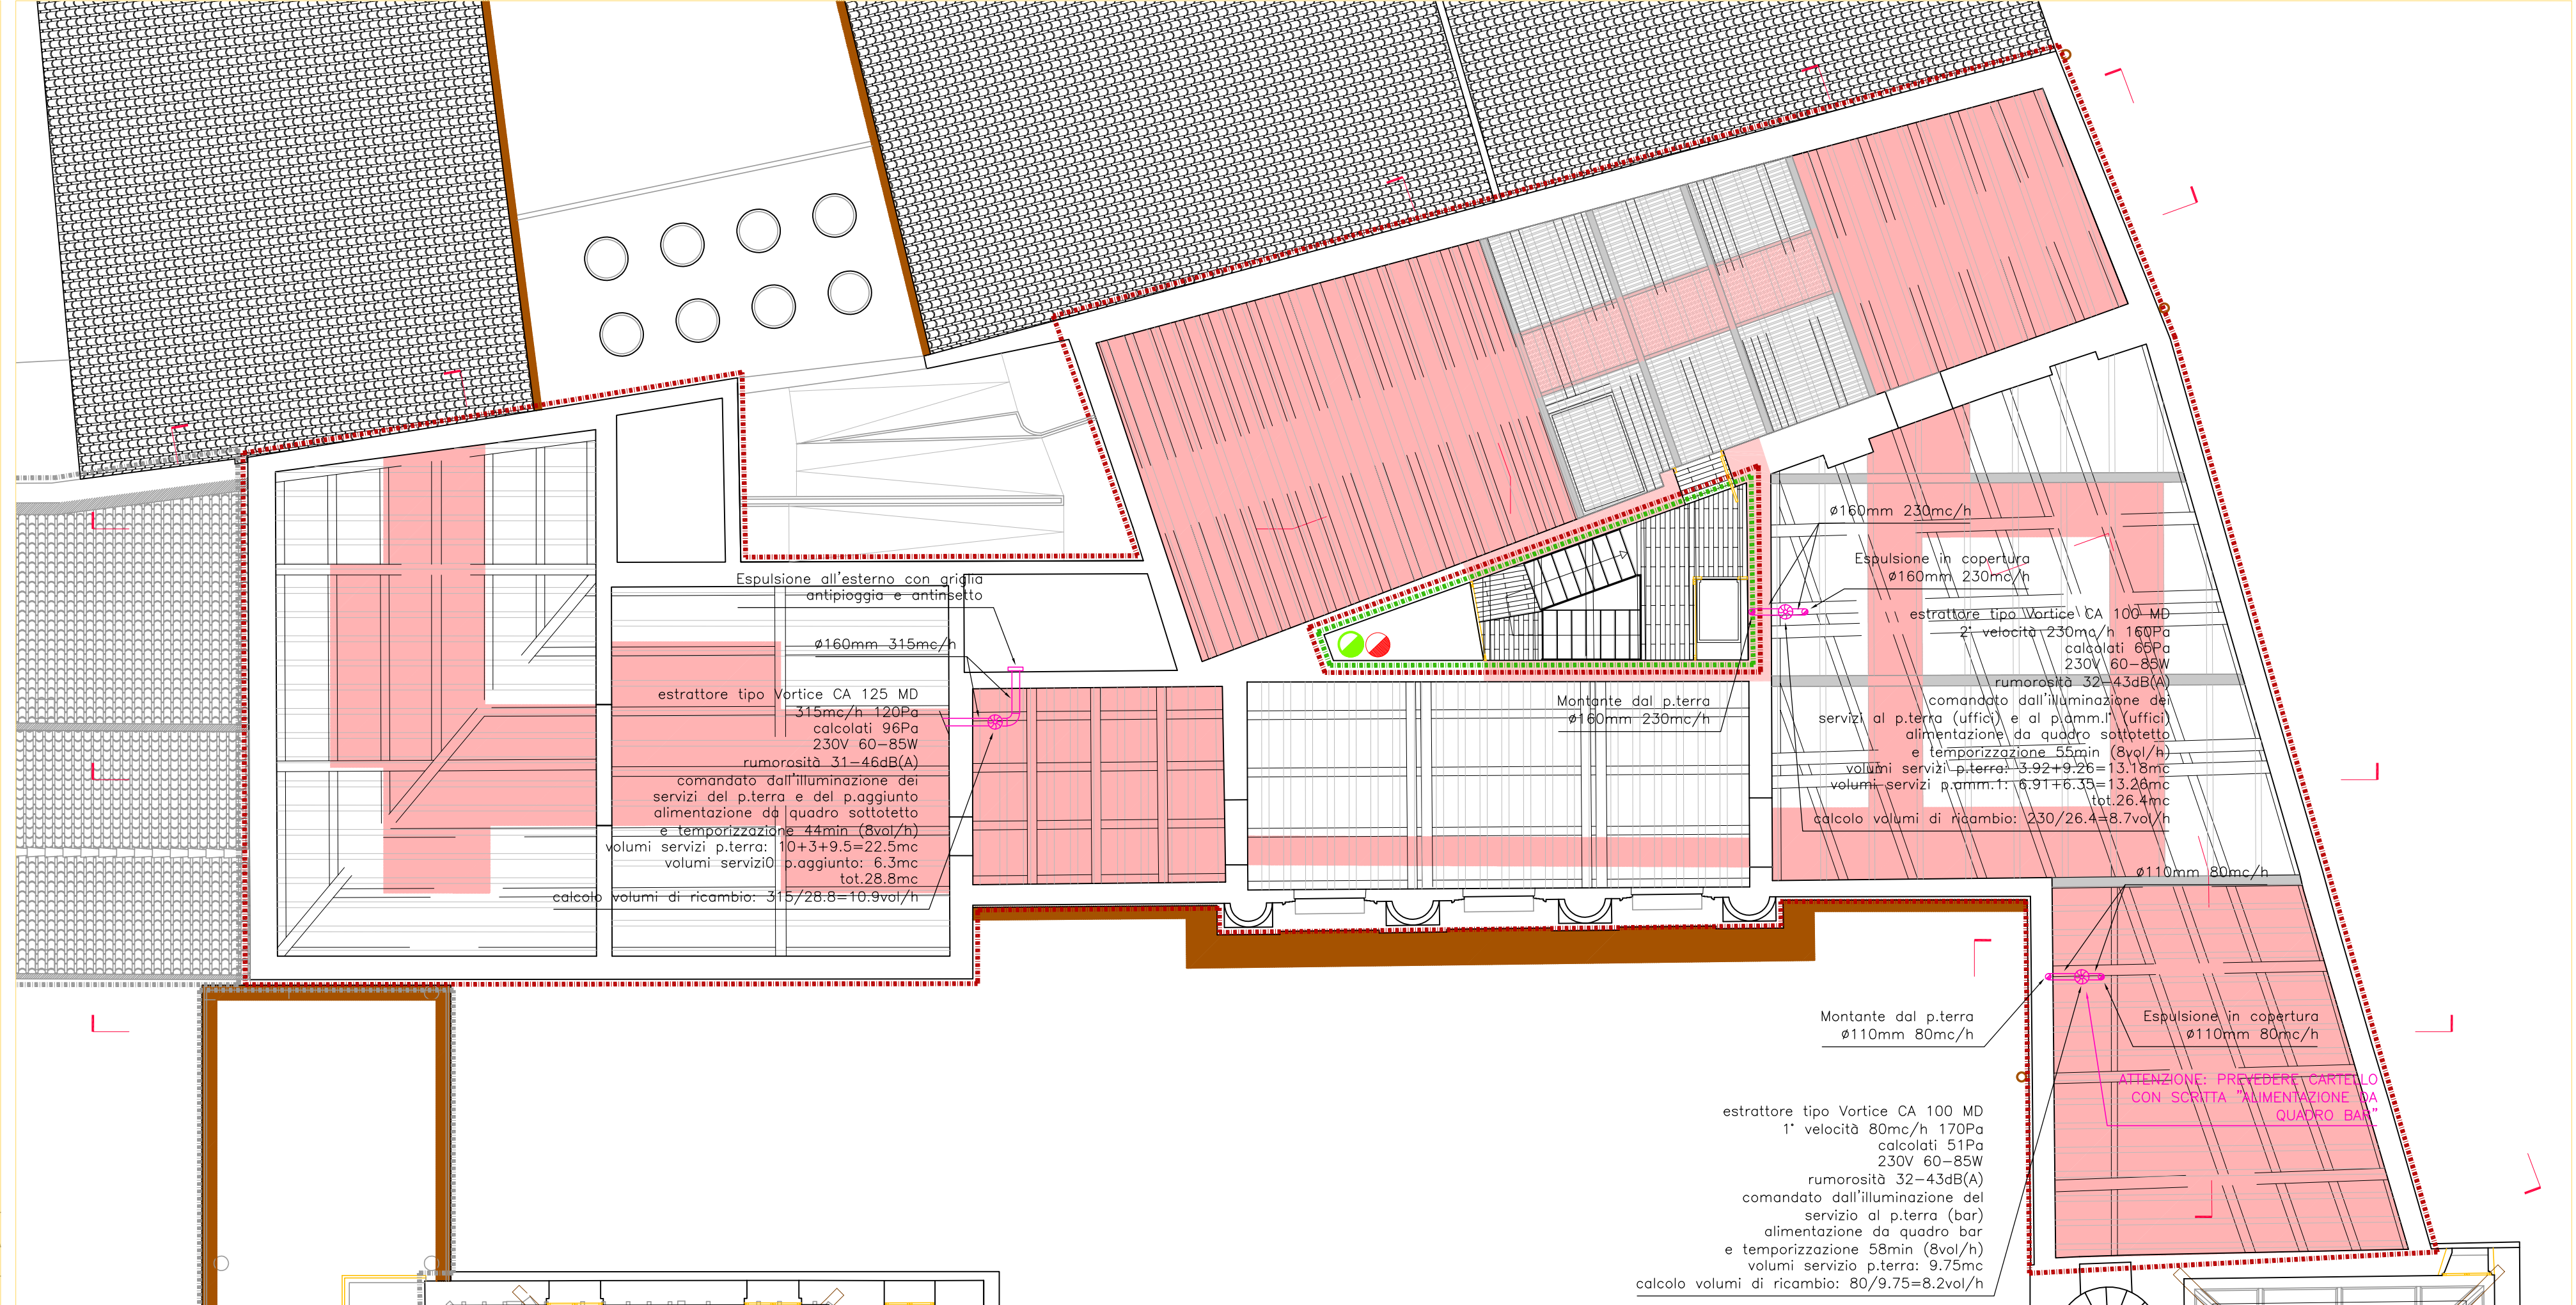 Espulsione all'esterno con griglia
antipioggia e antinsetto
ø160mm 315mc/h
estrattore tipo Vortice CA 125 MD
315mc/h 120Pa
calcolati 96Pa
230V 60-85W
rumorosità 31-46dB(A)
comandato dall'illuminazione dei
servizi del p.terra e del p.aggiunto
alimentazione da quadro sottotetto
e temporizzazione 44min (8vol/h)
volumi servizi p.terra: 10+3+9.5=22.5mc
volumi servizi0 p.aggiunto: 6.3mc
tot.28.8mc
calcolo volumi di ricambio: 315/28.8=10.9vol/h
Montante dal p.terra
ø160mm 230mc/h
ø160mm 230mc/h
Espulsione in copertura
ø160mm 230mc/h
estrattore tipo Vortice CA 100 MD
2° velocità 230mc/h 160Pa
calcolati 65Pa
230V 60-85W
rumorosità 32-43dB(A)
comandato dall'illuminazione dei
servizi al p.terra (uffici) e al p.amm.1° (uffici)
alimentazione da quadro sottotetto
e temporizzazione 55min (8vol/h)
volumi servizi p.terra: 3.92+9.26=13.18mc
volumi servizi p.amm.1: 6.91+6.35=13.26mc
tot.26.4mc
calcolo volumi di ricambio: 230/26.4=8.7vol/h
ø110mm 80mc/h
Montante dal p.terra
ø110mm 80mc/h
Espulsione in copertura
ø110mm 80mc/h
ATTENZIONE: PREVEDERE CARTELLO
CON SCRITTA "ALIMENTAZIONE DA
QUADRO BAR"
estrattore tipo Vortice CA 100 MD
1° velocità 80mc/h 170Pa
calcolati 51Pa
230V 60-85W
rumorosità 32-43dB(A)
comandato dall'illuminazione del
servizio al p.terra (bar)
alimentazione da quadro bar
e temporizzazione 58min (8vol/h)
volumi servizio p.terra: 9.75mc
calcolo volumi di ricambio: 80/9.75=8.2vol/h